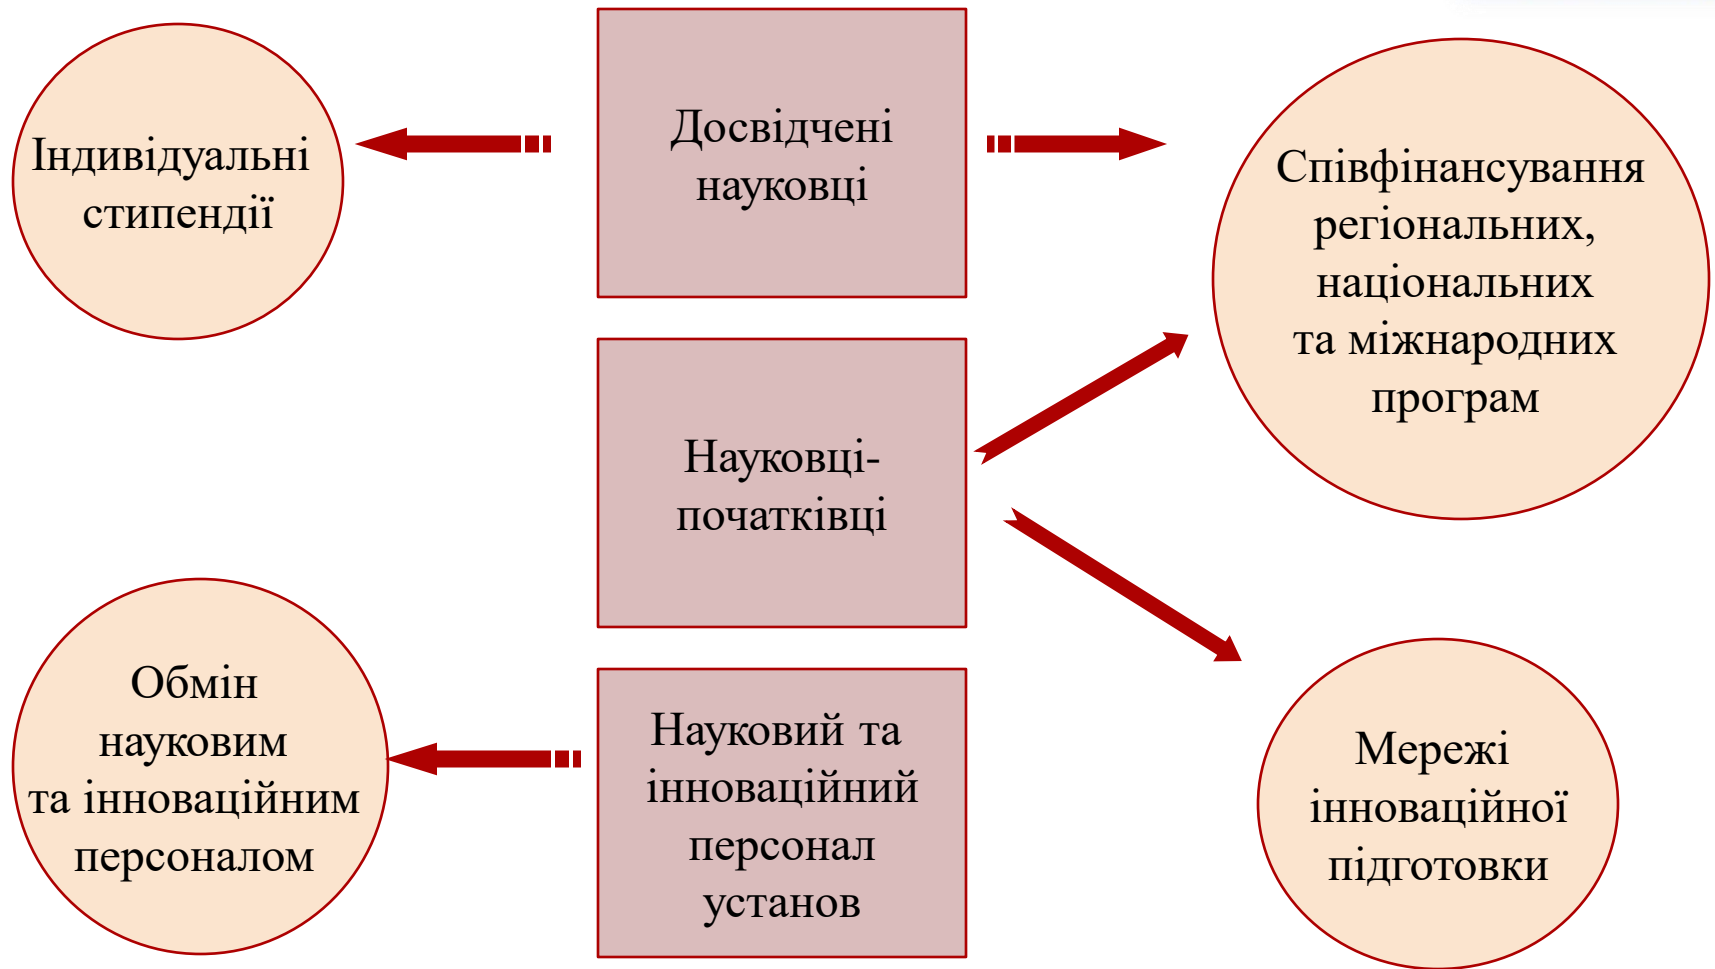 Індивідуальні
стипендії
Досвідчені
науковці
Співфінансування
регіональних,
національних
та міжнародних
програм
Науковці-
початківці
Обмін
науковим
та інноваційним
персоналом
Науковий та
інноваційний
персонал
установ
Мережі
інноваційної
підготовки